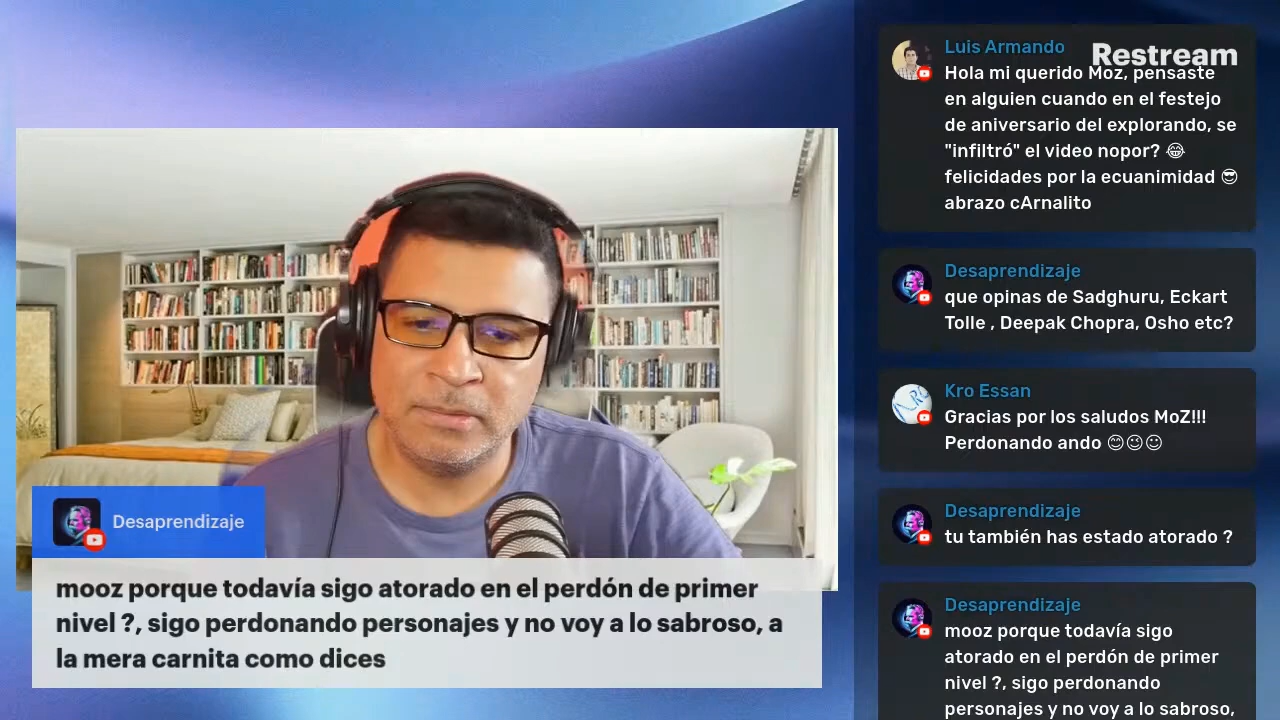 Luis Armando
Restream
Hola mi querido Moz, pensaste
en alguien cuando en el festejo
de aniversario del explorando, se
"infiltró" el video nopor? 😂
felicidades por la ecuanimidad 😎
abrazo cArnalito
Desaprendizaje
que opinas de Sadghuru, Eckart
Tolle , Deepak Chopra, Osho etc?
Kro Essan
Gracias por los saludos MoZ!!!
Perdonando ando 😊😉☺
Desaprendizaje
tu también has estado atorado ?
Desaprendizaje
mooz porque todavía sigo
atorado en el perdón de primer
nivel ?, sigo perdonando
personajes y no voy a lo sabroso,
Desaprendizaje
mooz porque todavía sigo atorado en el perdón de primer
nivel ?, sigo perdonando personajes y no voy a lo sabroso, a
la mera carnita como dices